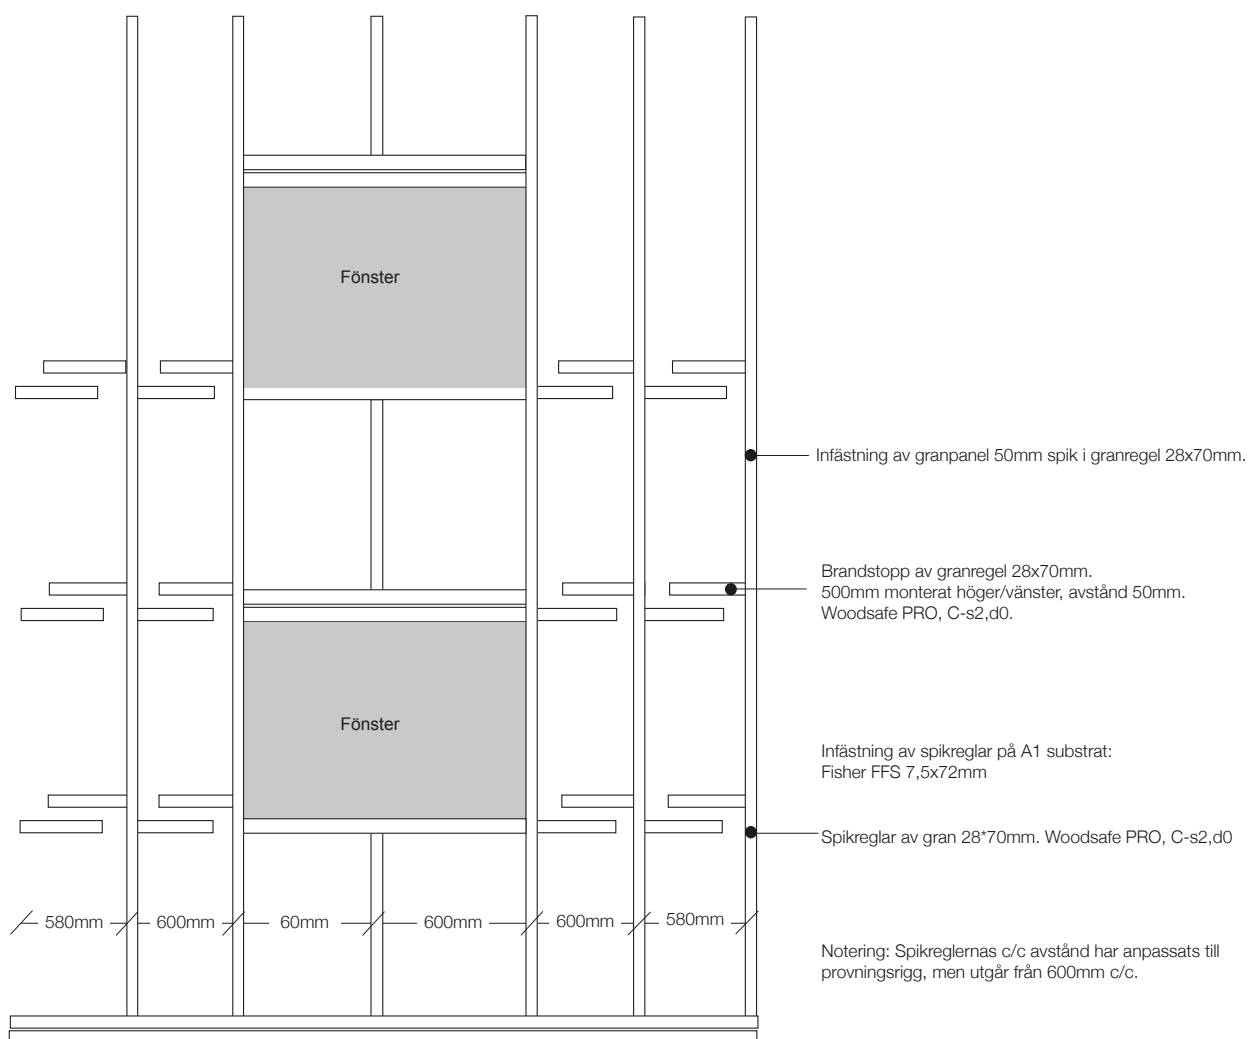 Fönster
Infästning av granpanel 50mm spik i granregel 28x70mm.
Brandstopp av granregel 28x70mm.
500mm monterat höger/vänster, avstånd 50mm.
Woodsafe PRO, C-s2,d0.
Fönster
Infästning av spikreglar på A1 substrat:
Fisher FFS 7,5x72mm
Spikreglar av gran 28*70mm. Woodsafe PRO, C-s2,d0
580mm
600mm
60mm
600mm
600mm
580mm
Notering: Spikreglernas c/c avstånd har anpassats till
provningsrigg, men utgår från 600mm c/c.